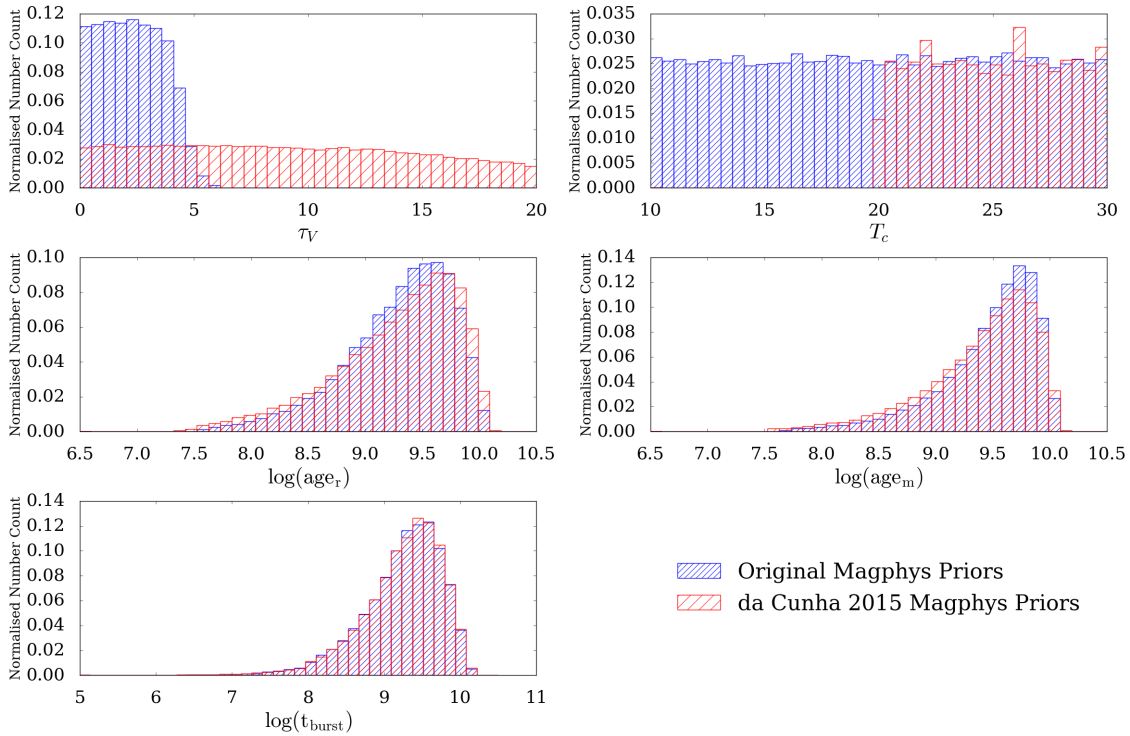 Normalised Number Count
0.12
0.10
0.08
0.06
0.04
0.02
0.00
0 5 10 15 20
τ_V
Normalised Number Count
0.035
0.030
0.025
0.020
0.015
0.010
0.005
0.000
10 15 20 25 30
T_c
Normalised Number Count
0.10
0.08
0.06
0.04
0.02
0.00
6.5 7.0 7.5 8.0 8.5 9.0 9.5 10.0 10.5
log(age_r)
Normalised Number Count
0.14
0.12
0.10
0.08
0.06
0.04
0.02
0.00
6.5 7.0 7.5 8.0 8.5 9.0 9.5 10.0 10.5
log(age_m)
Normalised Number Count
0.14
0.12
0.10
0.08
0.06
0.04
0.02
0.00
5 6 7 8 9 10 11
log(t_burst)
Original Magphys Priors
da Cunha 2015 Magphys Priors